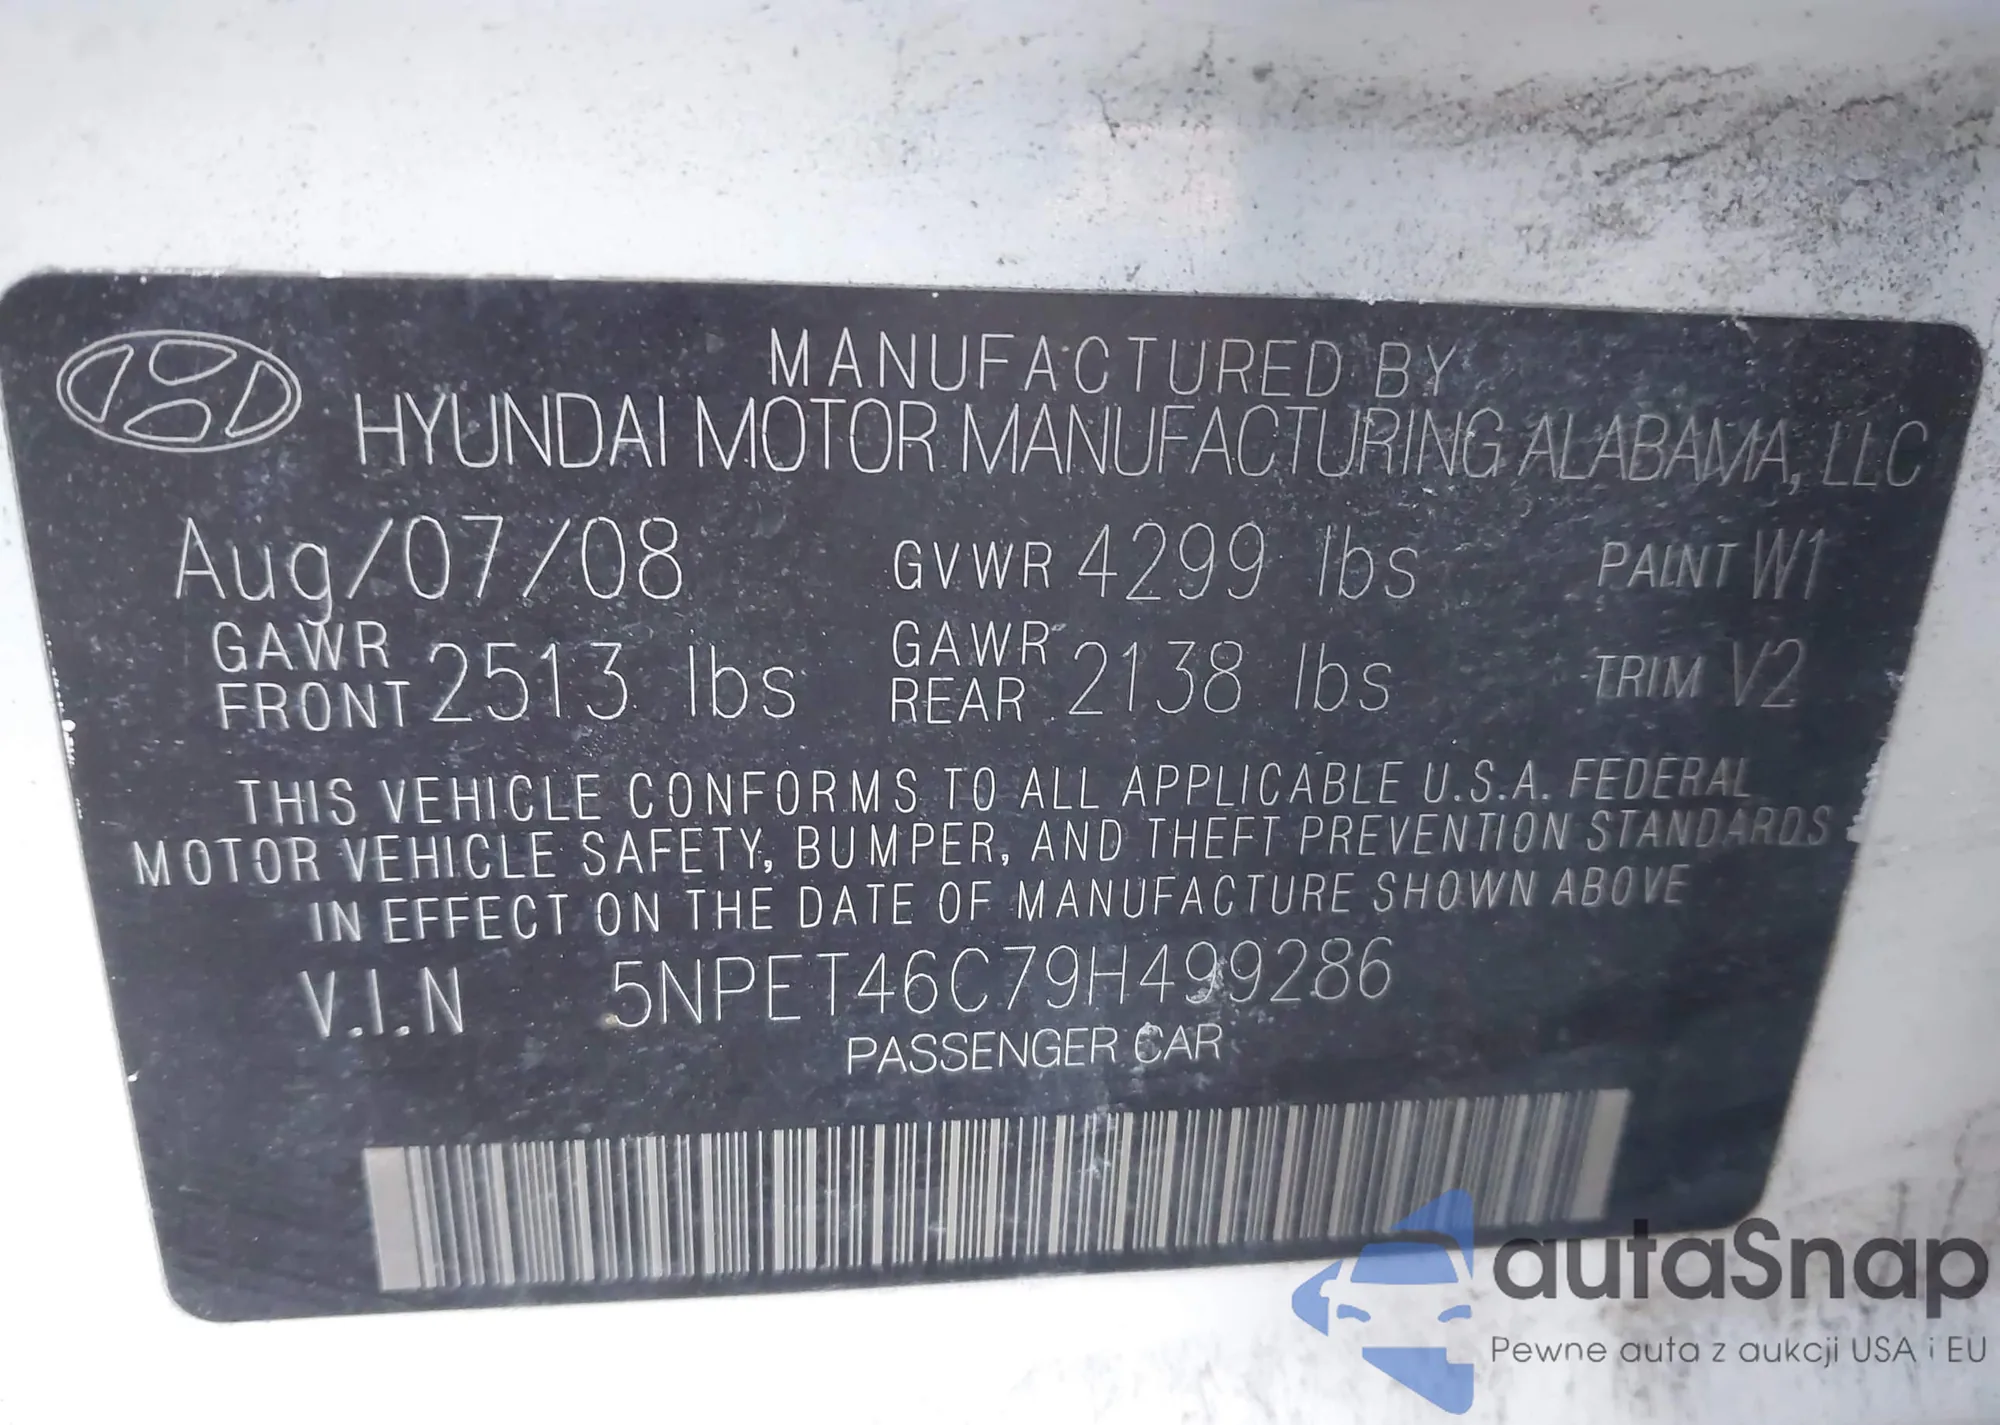 MANUFACTURED BY
HYUNDAI MOTOR MANUFACTURING ALABAMA, LLC
Aug/07/08 GVWR 4299 lbs PAINT W1
GAWR FRONT 2513 lbs GAWR REAR 2138 lbs TRIM V2
THIS VEHICLE CONFORMS TO ALL APPLICABLE U.S.A. FEDERAL
MOTOR VEHICLE SAFETY, BUMPER, AND THEFT PREVENTION STANDARDS
IN EFFECT ON THE DATE OF MANUFACTURE SHOWN ABOVE
V.I.N 5NPET46C79H499286
PASSENGER CAR
autaSnap
Pewne auta z aukcji USA i EU